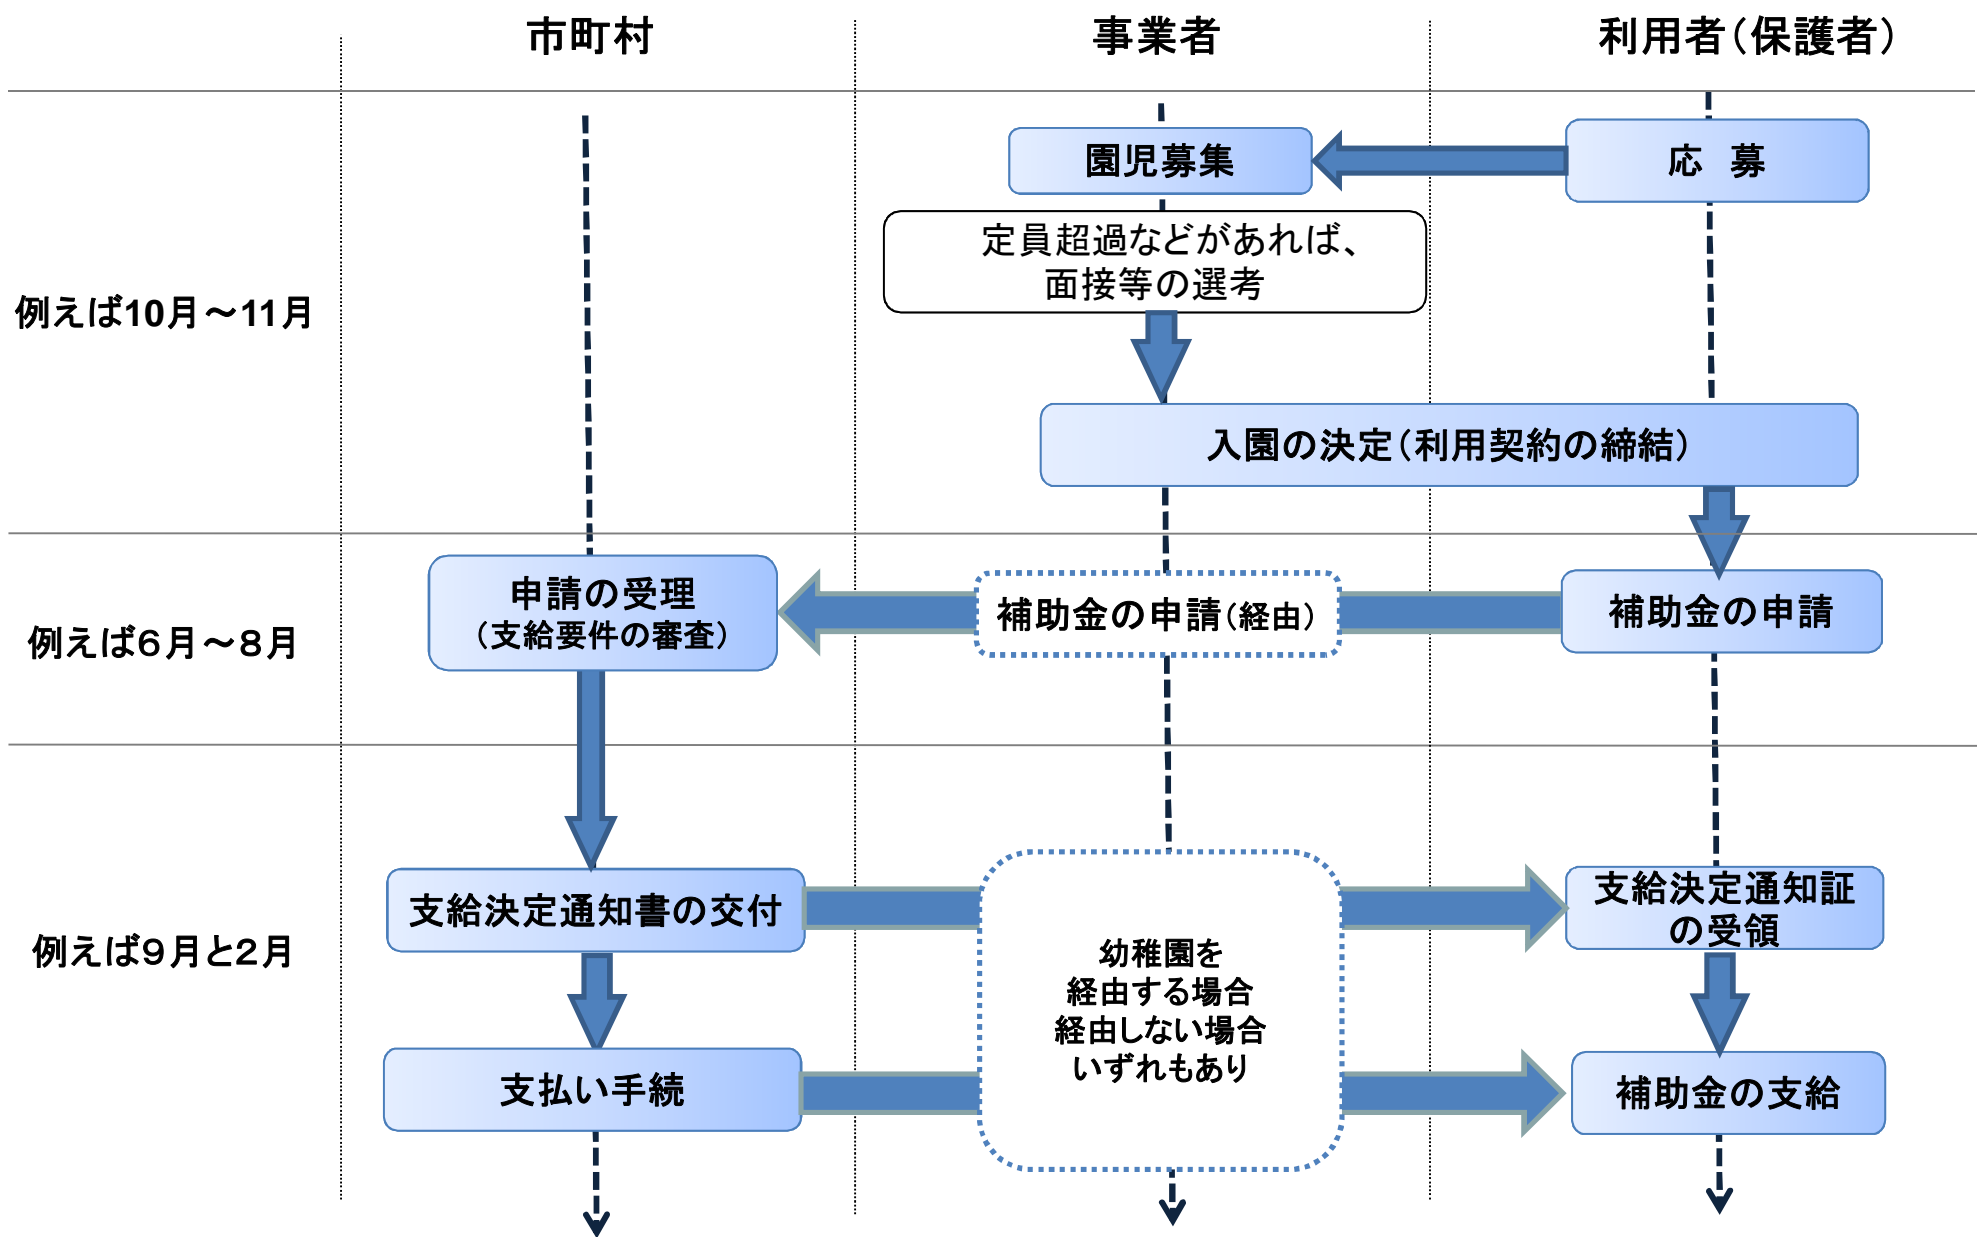 市町村
事業者
利用者（保護者）
園児募集
応　募
定員超過などがあれば、
面接等の選考
例えば10月～11月
入園の決定（利用契約の締結）
申請の受理
（支給要件の審査）
補助金の申請（経由）
補助金の申請
例えば６月～８月
支給決定通知書の交付
支給決定通知証
の受領
例えば９月と２月
幼稚園を
経由する場合
経由しない場合
いずれもあり
支払い手続
補助金の支給